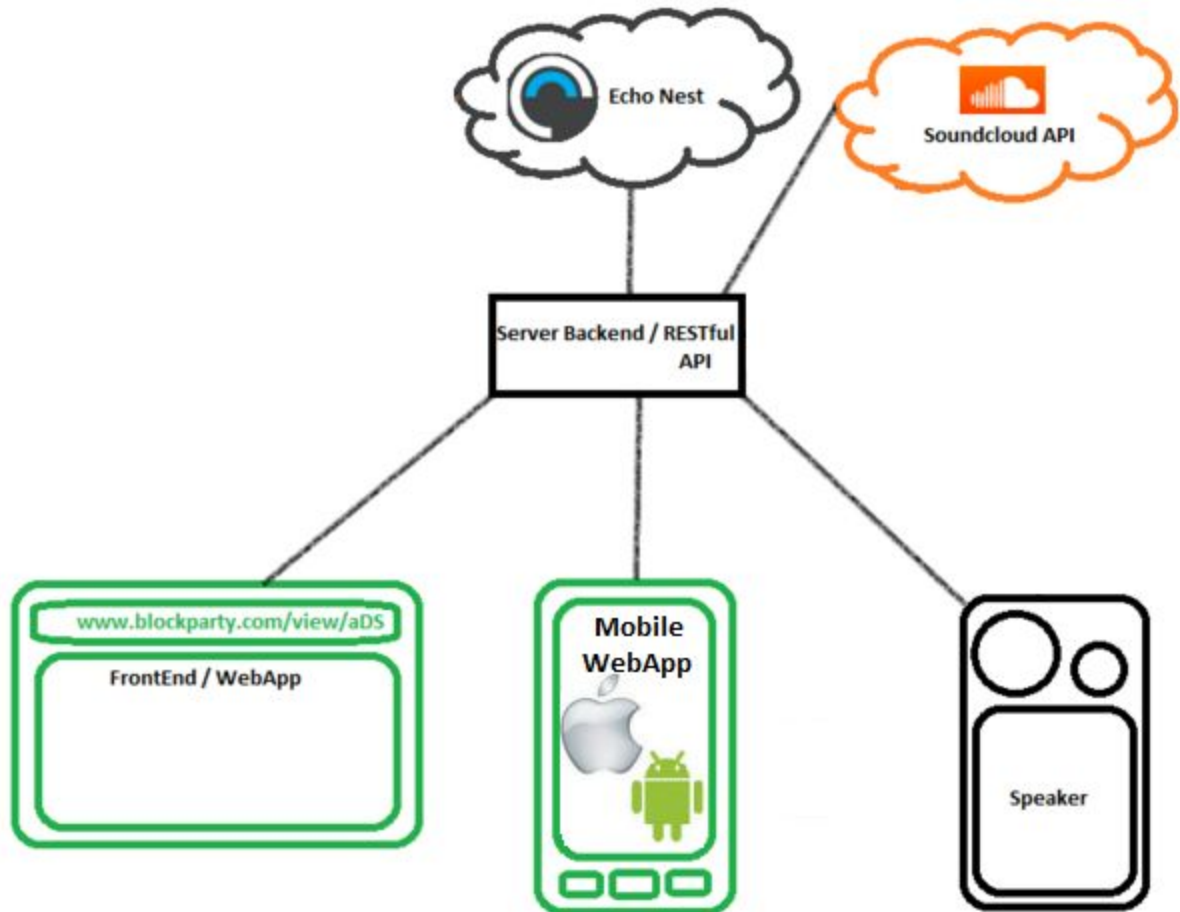 Echo Nest
Soundcloud API
Server Backend / RESTful
API
www.blockparty.com/view/aDS
FrontEnd / WebApp
Mobile
WebApp
Speaker